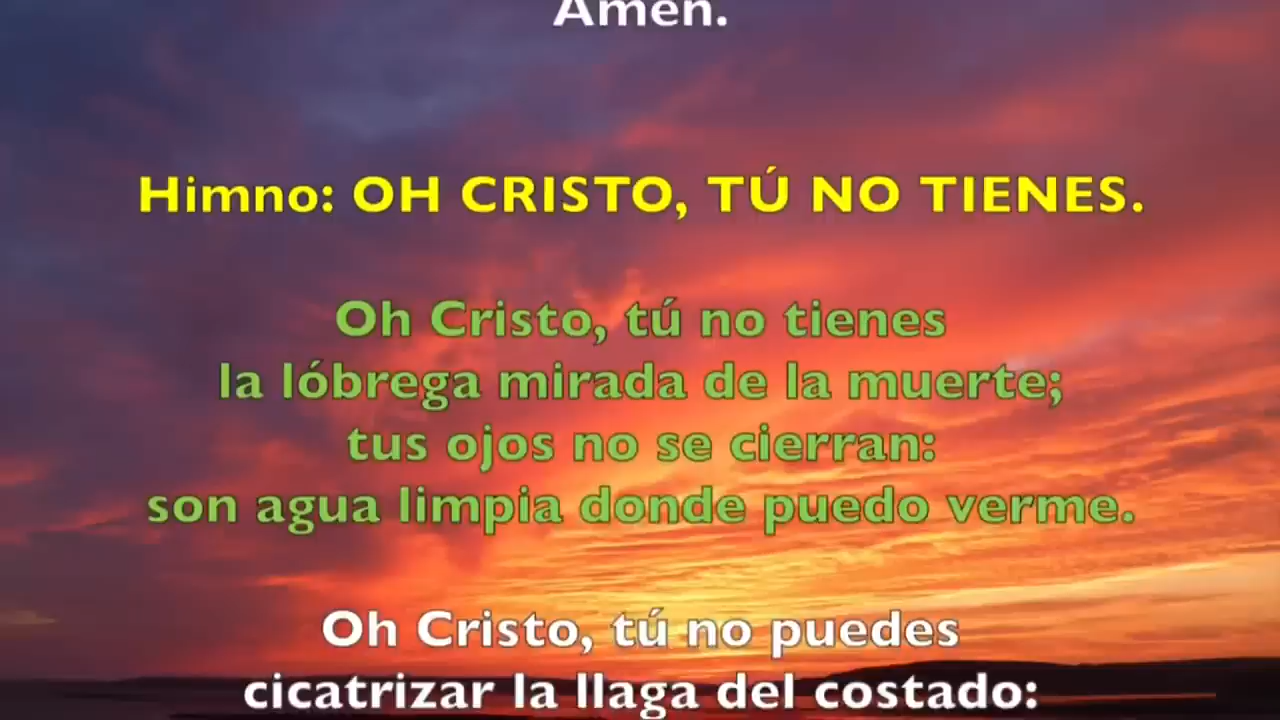 Amén.
Himno: OH CRISTO, TÚ NO TIENES.
Oh Cristo, tú no tienes
la lóbrega mirada de la muerte;
tus ojos no se cierran:
son agua limpia donde puedo verme.
Oh Cristo, tú no puedes
cicatrizar la llaga del costado: